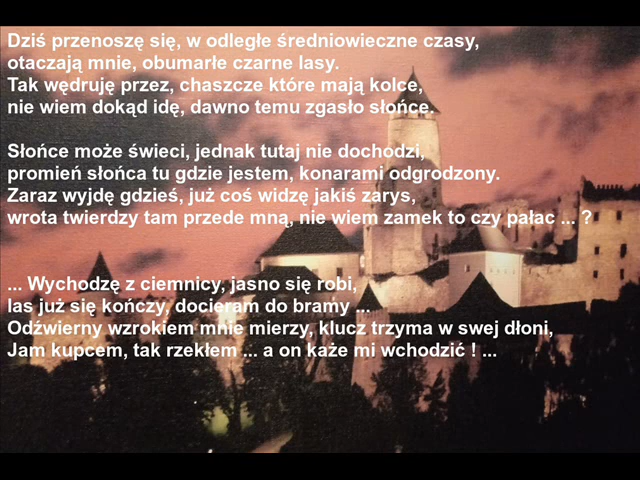 Dziś przenoszę się, w odległe średniowieczne czasy,
otaczają mnie, obumarłe czarne lasy.
Tak wędruję przez, chaszcze które mają kolce,
nie wiem dokąd idę, dawno temu zgasło słońce.
Słońce może świeci, jednak tutaj nie dochodzi,
promień słońca tu gdzie jestem, konarami odgrodzony.
Zaraz wyjdę gdzieś, już coś widzę jakiś zarys,
wrota twierdzy tam przede mną, nie wiem zamek to czy pałac ... ?
... Wychodzę z ciemnicy, jasno się robi,
las już się kończy, docieram do bramy ...
Odźwierny wzrokiem mnie mierzy, klucz trzyma w swej dłoni,
Jam kupcem, tak rzekłem ... a on każe mi wchodzić ! ...